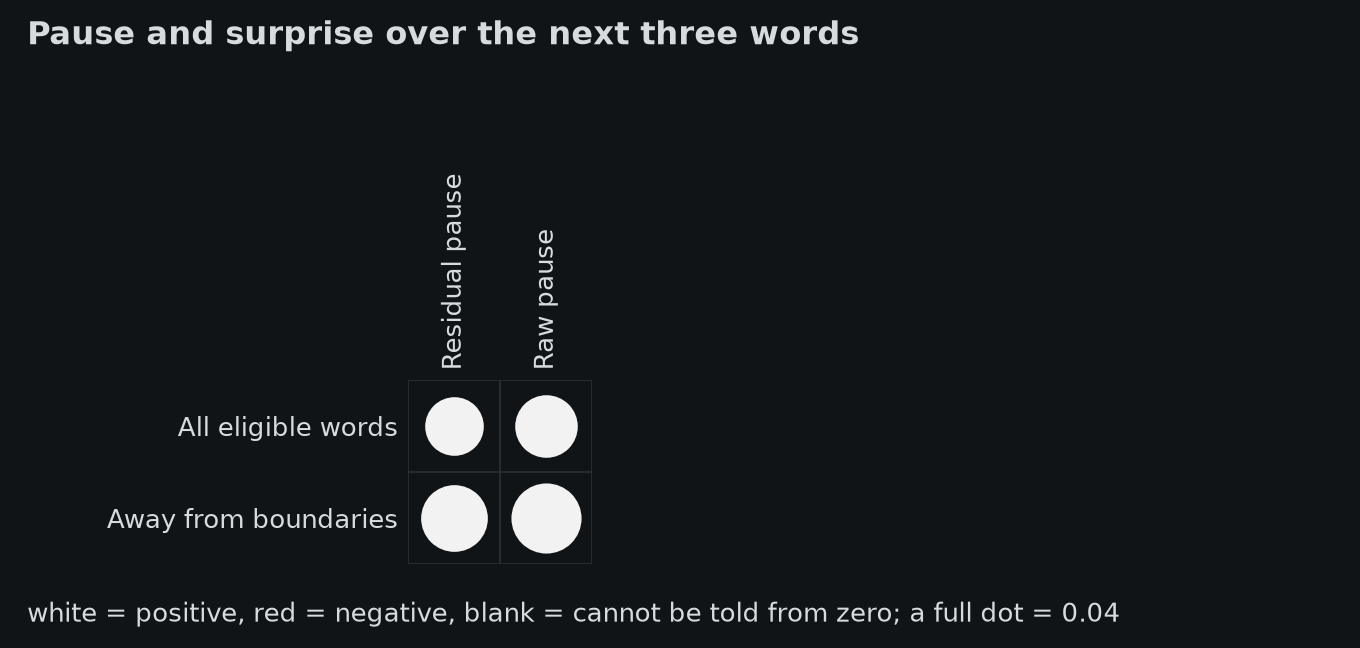 Pause and surprise over the next three words
Residual pause
Raw pause
All eligible words
Away from boundaries
white = positive, red = negative, blank = cannot be told from zero; a full dot = 0.04